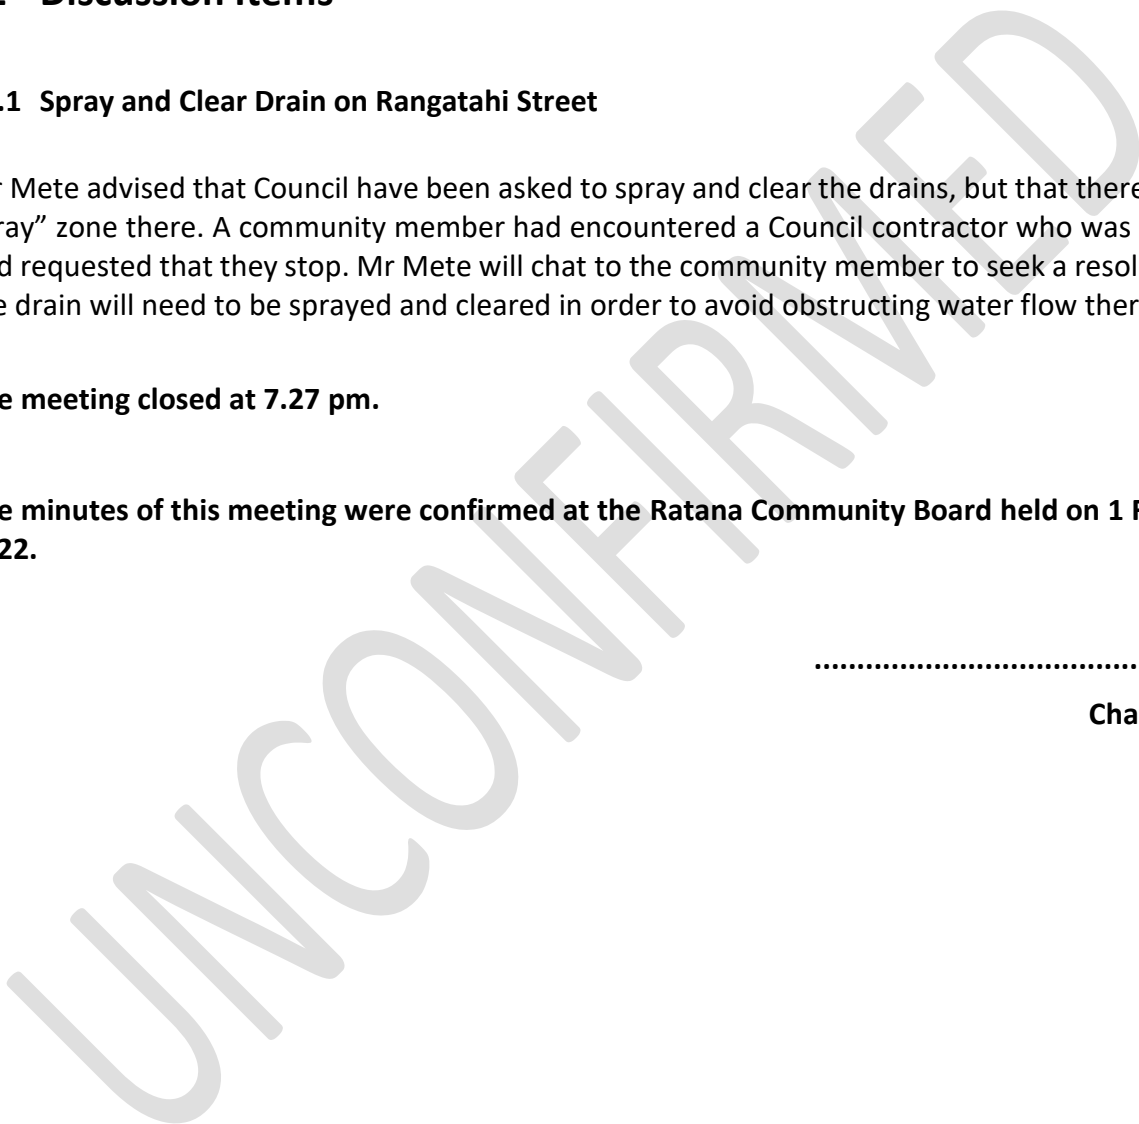 Discussion Items
.1 Spray and Clear Drain on Rangatahi Street
Mete advised that Council have been asked to spray and clear the drains, but that there
ray” zone there. A community member had encountered a Council contractor who was
d requested that they stop. Mr Mete will chat to the community member to seek a resol
e drain will need to be sprayed and cleared in order to avoid obstructing water flow ther
e meeting closed at 7.27 pm.
e minutes of this meeting were confirmed at the Ratana Community Board held on 1
22.
.......................................
Cha
UNCONFIRMED